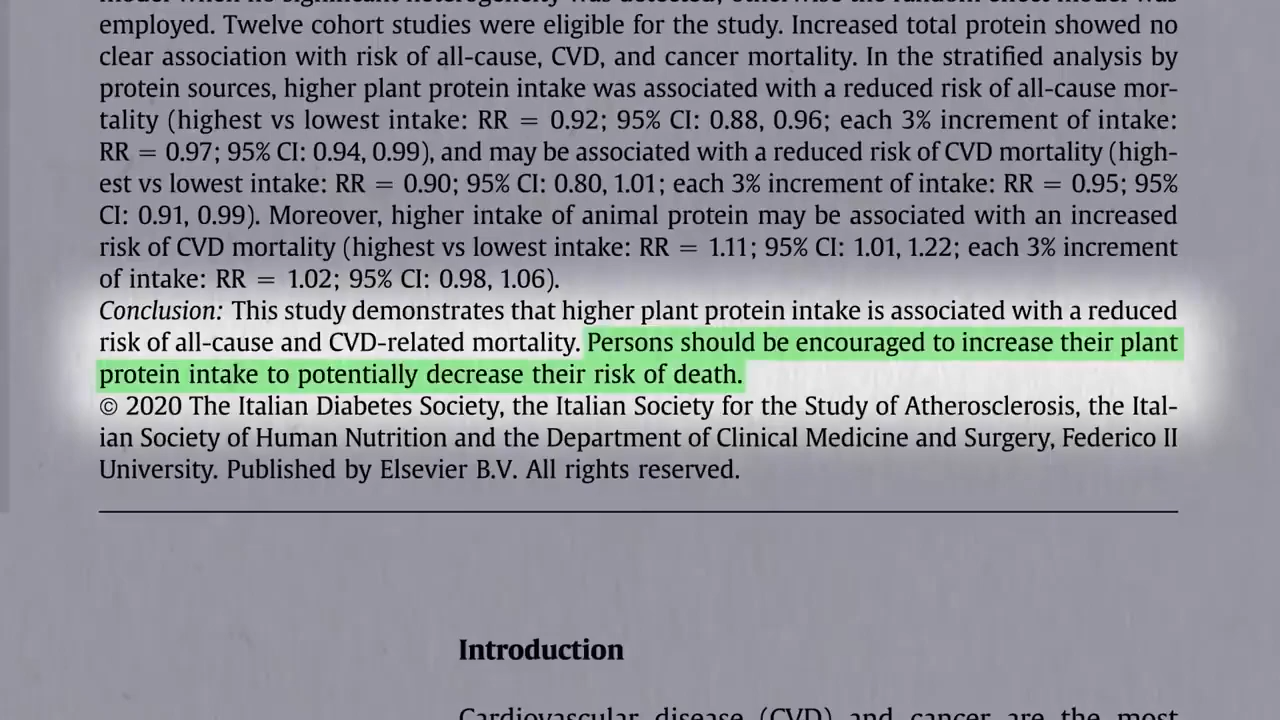 employed. Twelve cohort studies were eligible for the study. Increased total protein showed no
clear association with risk of all-cause, CVD, and cancer mortality. In the stratified analysis by
protein sources, higher plant protein intake was associated with a reduced risk of all-cause mor-
tality (highest vs lowest intake: RR = 0.92; 95% CI: 0.88, 0.96; each 3% increment of intake:
RR = 0.97; 95% CI: 0.94, 0.99), and may be associated with a reduced risk of CVD mortality (high-
est vs lowest intake: RR = 0.90; 95% CI: 0.80, 1.01; each 3% increment of intake: RR = 0.95; 95%
CI: 0.91, 0.99). Moreover, higher intake of animal protein may be associated with an increased
risk of CVD mortality (highest vs lowest intake: RR = 1.11; 95% CI: 1.01, 1.22; each 3% increment
of intake: RR = 1.02; 95% CI: 0.98, 1.06).
Conclusion: This study demonstrates that higher plant protein intake is associated with a reduced
risk of all-cause and CVD-related mortality. Persons should be encouraged to increase their plant
protein intake to potentially decrease their risk of death.
© 2020 The Italian Diabetes Society, the Italian Society for the Study of Atherosclerosis, the Ital-
ian Society of Human Nutrition and the Department of Clinical Medicine and Surgery, Federico II
University. Published by Elsevier B.V. All rights reserved.
Introduction
Cardiovascular disease (CVD) and cancer are the most